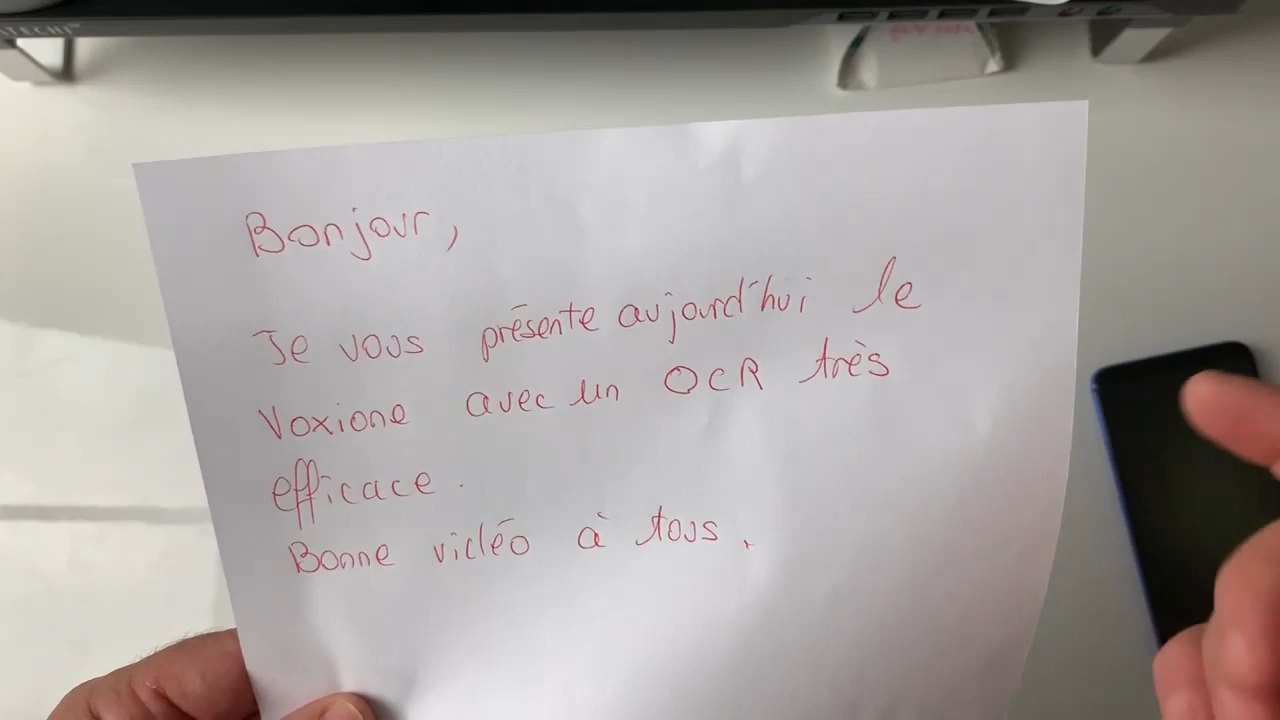 Bonjour,
Je vous présente aujourd'hui le
Voxione avec un OCR très
efficace.
Bonne vidéo à tous.